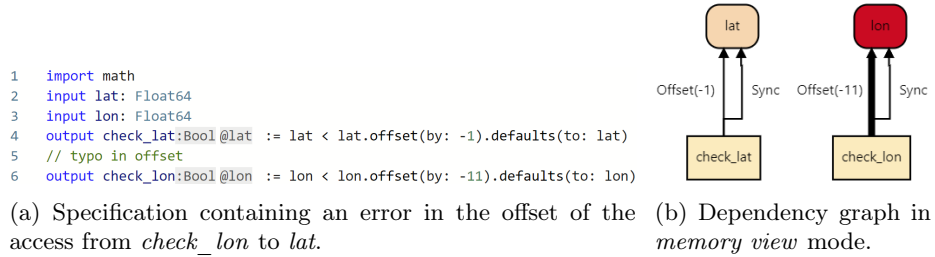 1 import math
2 input lat: Float64
3 input lon: Float64
4 output check_lat:Bool @lat := lat < lat.offset(by: -1).defaults(to: lat)
5 // typo in offset
6 output check_lon:Bool @lon := lon < lon.offset(by: -11).defaults(to: lon)
(a) Specification containing an error in the offset of the
access from check_lon to lat.
lat
lon
Offset(-1)
Sync
Offset(-11)
Sync
check_lat
check_lon
(b) Dependency graph in
memory view mode.